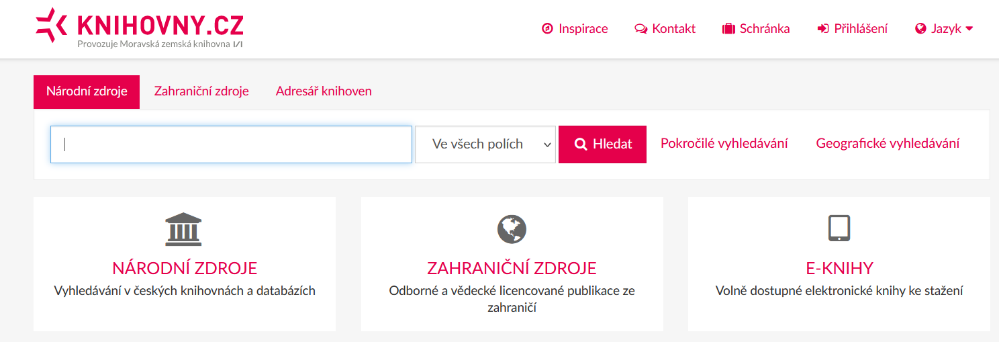 KNIHOVNY.CZ
Provozuje Moravská zemská knihovna
Inspirace
Kontakt
Schránka
Přihlášení
Jazyk
Národní zdroje
Zahraniční zdroje
Adresář knihoven
Ve všech polích
Hledat
Pokročilé vyhledávání
Geografické vyhledávání
NÁRODNÍ ZDROJE
Vyhledávání v českých knihovnách a databázích
ZAHRANIČNÍ ZDROJE
Odborné a vědecké licencované publikace ze
zahraničí
E-KNIHY
Volně dostupné elektronické knihy ke stažení